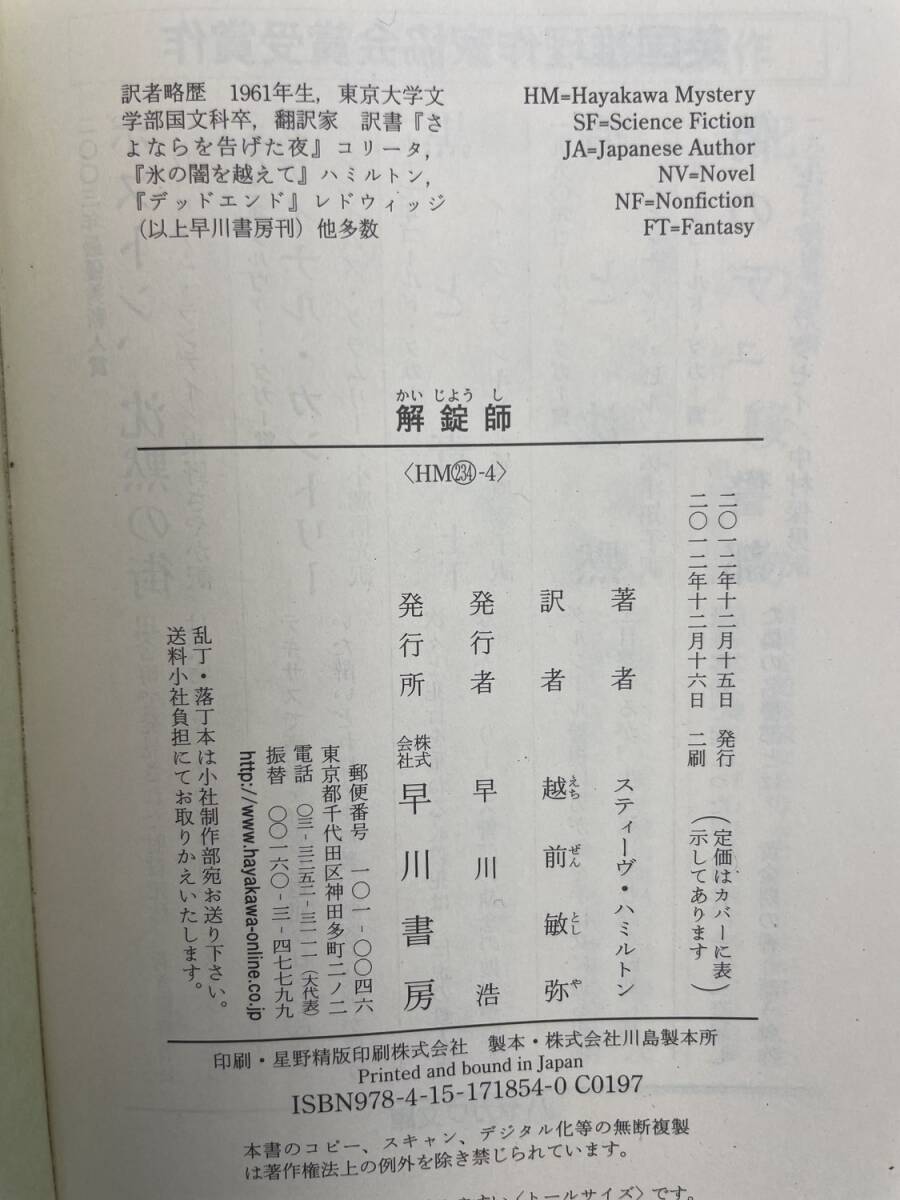 訳者略歴　1961年生，東京大学文
学部国文科卒，翻訳家　訳書『さ
よならを告げた夜』コリータ，
『氷の闇を越えて』ハミルトン，
『デッドエンド』レドウィッジ
（以上早川書房刊）他多数
HM=Hayakawa Mystery
SF=Science Fiction
JA=Japanese Author
NV=Novel
NF=Nonfiction
FT=Fantasy
かい じよう し
解錠師
〈HM㉞-4〉
二〇一二年十二月十五日　発行
二〇一二年十二月十六日　二刷
（定価はカバーに表
示してあります）
著者　スティーヴ・ハミルトン
訳者　越前敏弥
えち ぜん とし や
発行者　早川　浩
発行所　株式会社　早川書房
郵便番号　一〇一-〇〇四六
東京都千代田区神田多町二ノ二
電話　〇三-三二五二-三一一一（大代表）
振替　〇〇一六〇-三-四七七九九
http://www.hayakawa-online.co.jp
乱丁・落丁本は小社制作部宛お送り下さい。
送料小社負担にてお取りかえいたします。
印刷・星野精版印刷株式会社　製本・株式会社川島製本所
Printed and bound in Japan
ISBN978-4-15-171854-0 C0197
本書のコピー、スキャン、デジタル化等の無断複製
は著作権法上の例外を除き禁じられています。
〈トールサイズ〉です。